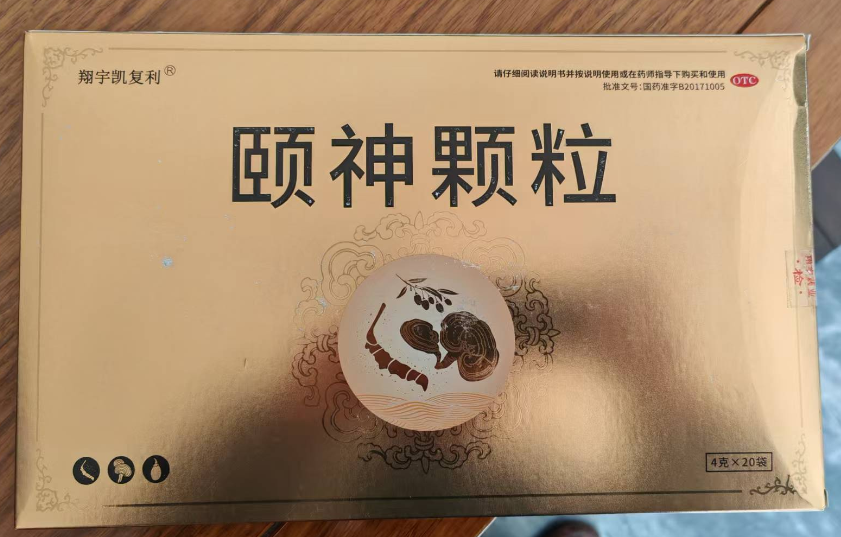 翔宇凯复利®
请仔细阅读说明书并按说明使用或在药师指导下购买和使用
批准文号：国药准字B20171005
OTC
颐神颗粒
检
4克×20袋